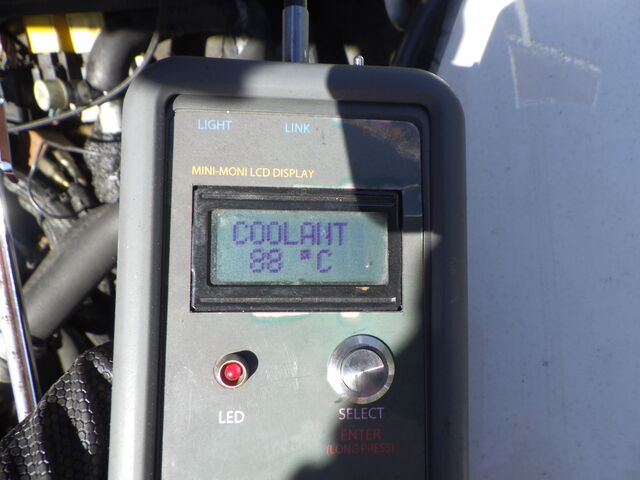 LIGHT LINK
MINI-MONI LCD DISPLAY
COOLANT
88 °C
LED
SELECT
ENTER
(LONG PRESS)